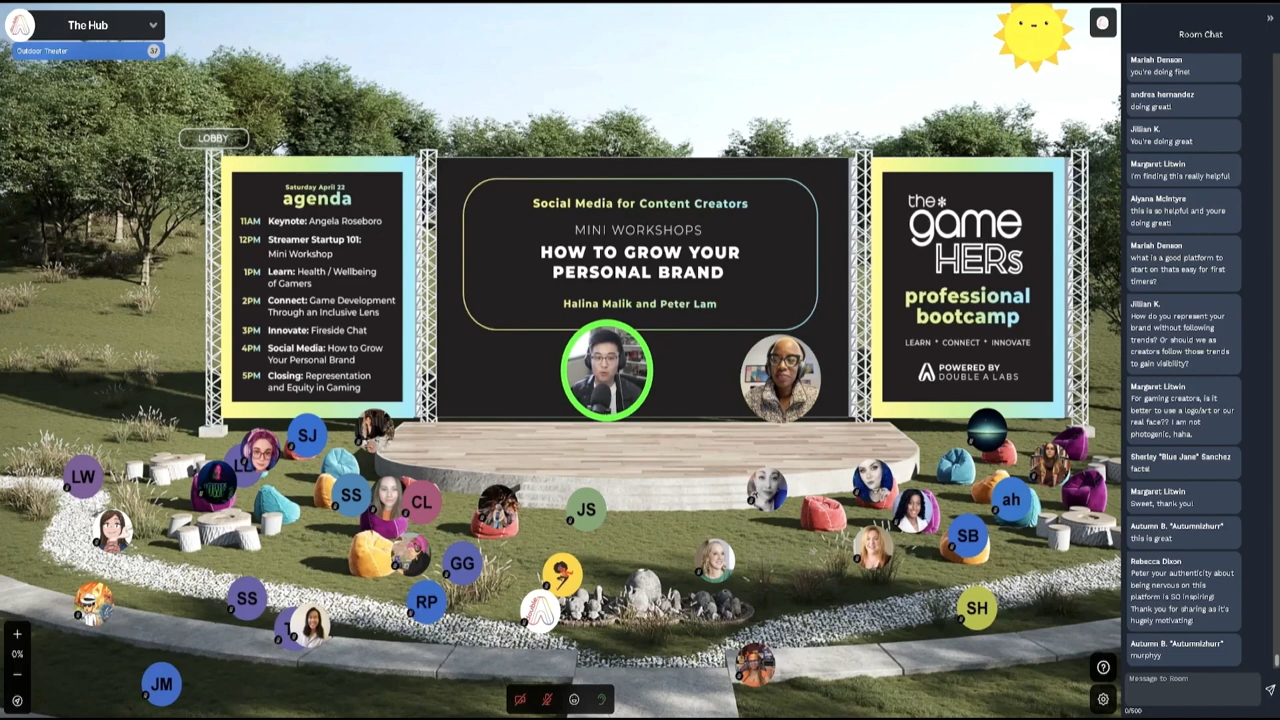 The Hub
Outdoor Theater
37
LOBBY
Saturday April 22
agenda
11AM Keynote: Angela Roseboro
12PM Streamer Startup 101:
Mini Workshop
1PM Learn: Health / Wellbeing
of Gamers
2PM Connect: Game Development
Through an Inclusive Lens
3PM Innovate: Fireside Chat
4PM Social Media: How to Grow
Your Personal Brand
5PM Closing: Representation
and Equity in Gaming
Social Media for Content Creators
MINI WORKSHOPS
HOW TO GROW YOUR
PERSONAL BRAND
Halina Malik and Peter Lam
the*
game
HERs
professional
bootcamp
LEARN * CONNECT * INNOVATE
POWERED BY
DOUBLE A LABS
SJ
LW
SS
CL
JS
ah
SB
GG
SS
RP
SH
JM
0%
Room Chat
Mariah Denson
you're doing fine!
andrea hernandez
doing great!
Jillian K.
You're doing great
Margaret Litwin
I'm finding this really helpful
Alyana McIntyre
this is so helpful and youre
doing great!
Mariah Denson
what is a good platform to
start on thats easy for first
timers?
Jillian K.
How do you represent your
brand without following
trends? Or should we as
creators follow those trends
to gain visibility?
Margaret Litwin
For gaming creators, is it
better to use a logo/art or our
real face?? I am not
photogenic, haha.
Sherley "Blue Jane" Sanchez
facts!
Margaret Litwin
Sweet, thank you!
Autumn B. "Autumnizhurr"
this is great
Rebecca Dixon
Peter your authenticity about
being nervous on this
platform is SO inspiring!
Thank you for sharing as it's
hugely motivating!
Autumn B. "Autumnizhurr"
murphyy
Message to Room
0/500